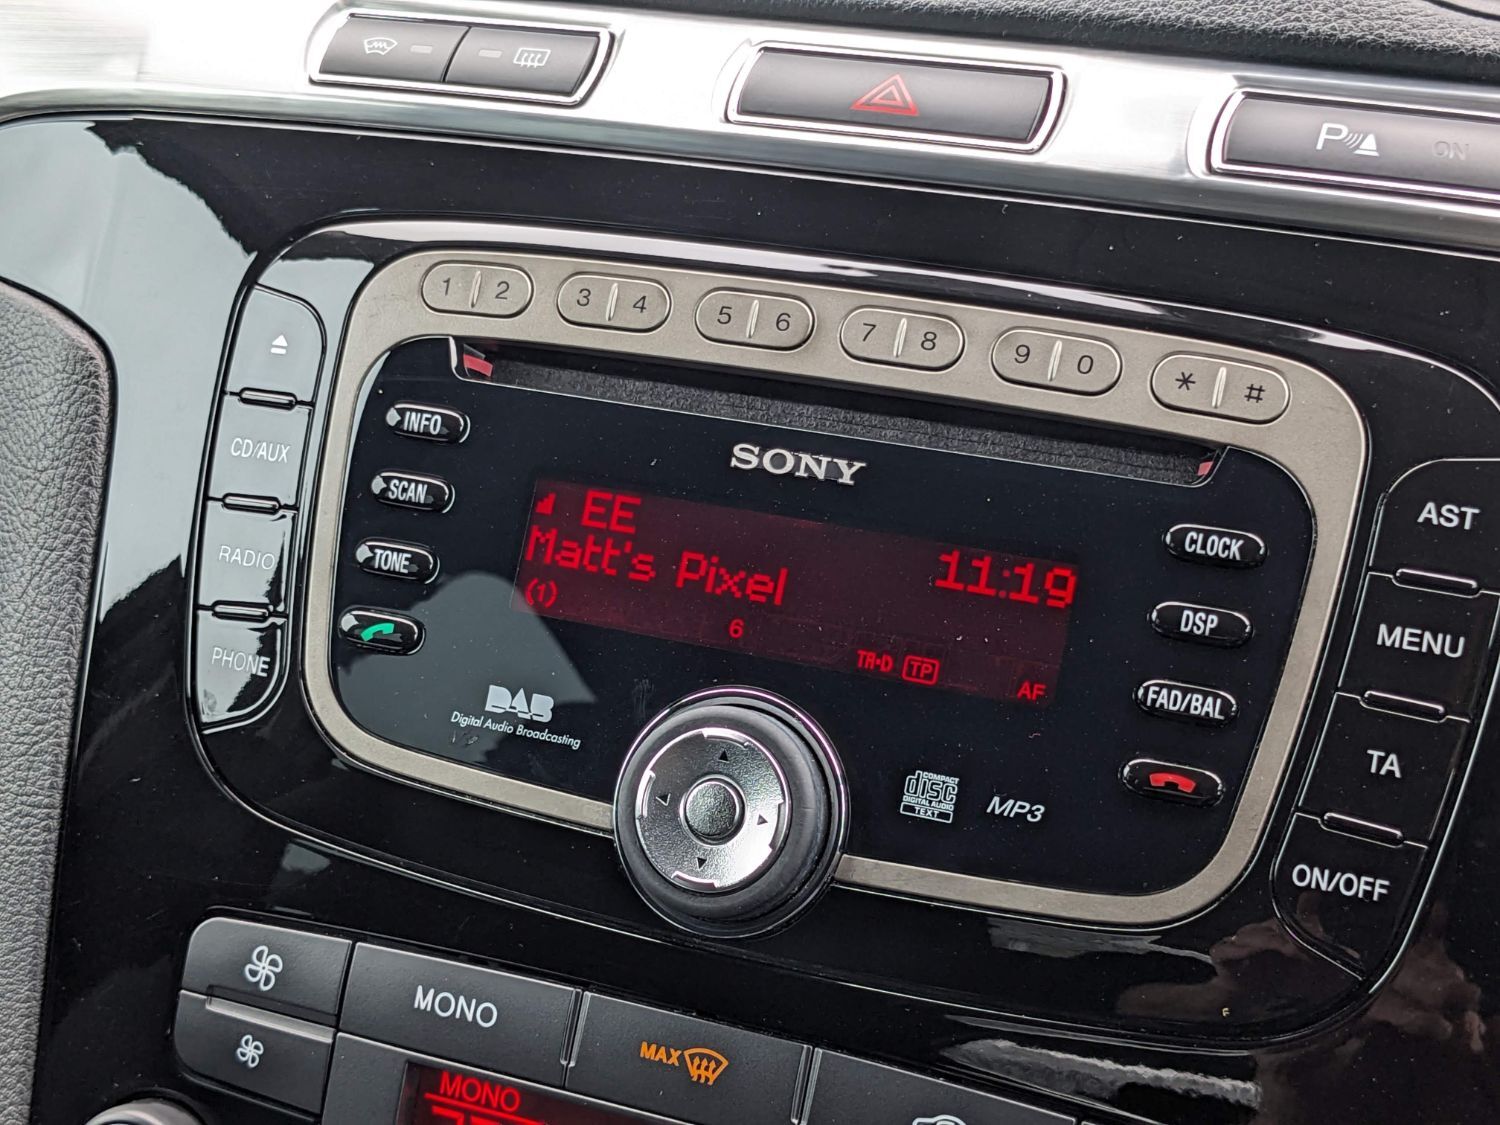 P ON
1 2 3 4 5 6 7 8 9 0 * #
CD/AUX
RADIO
PHONE
INFO
SCAN
TONE
SONY
EE
Matt's Pixel 11:19
(1)
6
TR•D TP AF
CLOCK
DSP
FAD/BAL
AST
MENU
TA
ON/OFF
DAB
Digital Audio Broadcasting
COMPACT
disc
DIGITAL AUDIO
TEXT
MP3
MONO
MAX
MONO